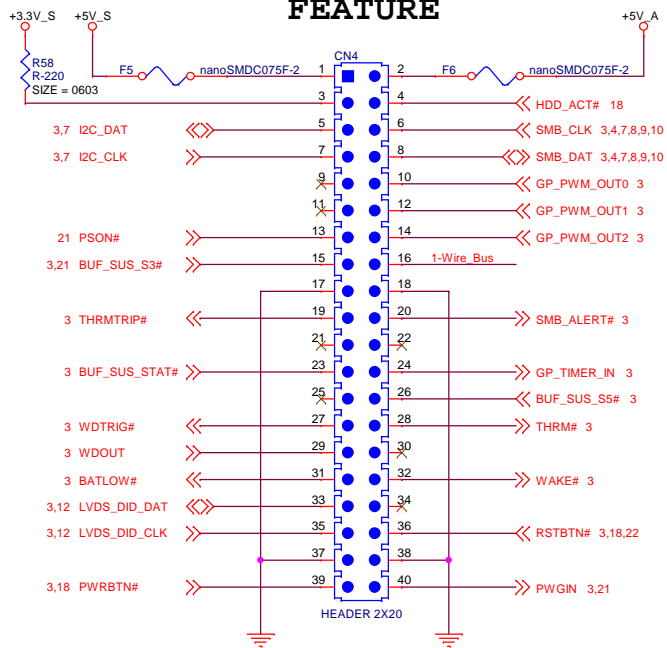 FEATURE
+3.3V_S +5V_S +5V_A
CN4
R58
R-220
SIZE = 0603
F5 nanoSMDC075F-2 1 2 F6 nanoSMDC075F-2
3 4 HDD_ACT# 18
3,7 I2C_DAT 5 6 SMB_CLK 3,4,7,8,9,10
3,7 I2C_CLK 7 8 SMB_DAT 3,4,7,8,9,10
9 10 GP_PWM_OUT0 3
11 12 GP_PWM_OUT1 3
21 PSON# 13 14 GP_PWM_OUT2 3
3,21 BUF_SUS_S3# 15 16 1-Wire_Bus
17 18
3 THRMTRIP# 19 20 SMB_ALERT# 3
21 22
3 BUF_SUS_STAT# 23 24 GP_TIMER_IN 3
25 26 BUF_SUS_S5# 3
3 WDTRIG# 27 28 THRM# 3
3 WDOUT 29 30
3 BATLOW# 31 32 WAKE# 3
3,12 LVDS_DID_DAT 33 34
3,12 LVDS_DID_CLK 35 36 RSTBTN# 3,18,22
37 38
3,18 PWRBTN# 39 40 PWGIN 3,21
HEADER 2X20